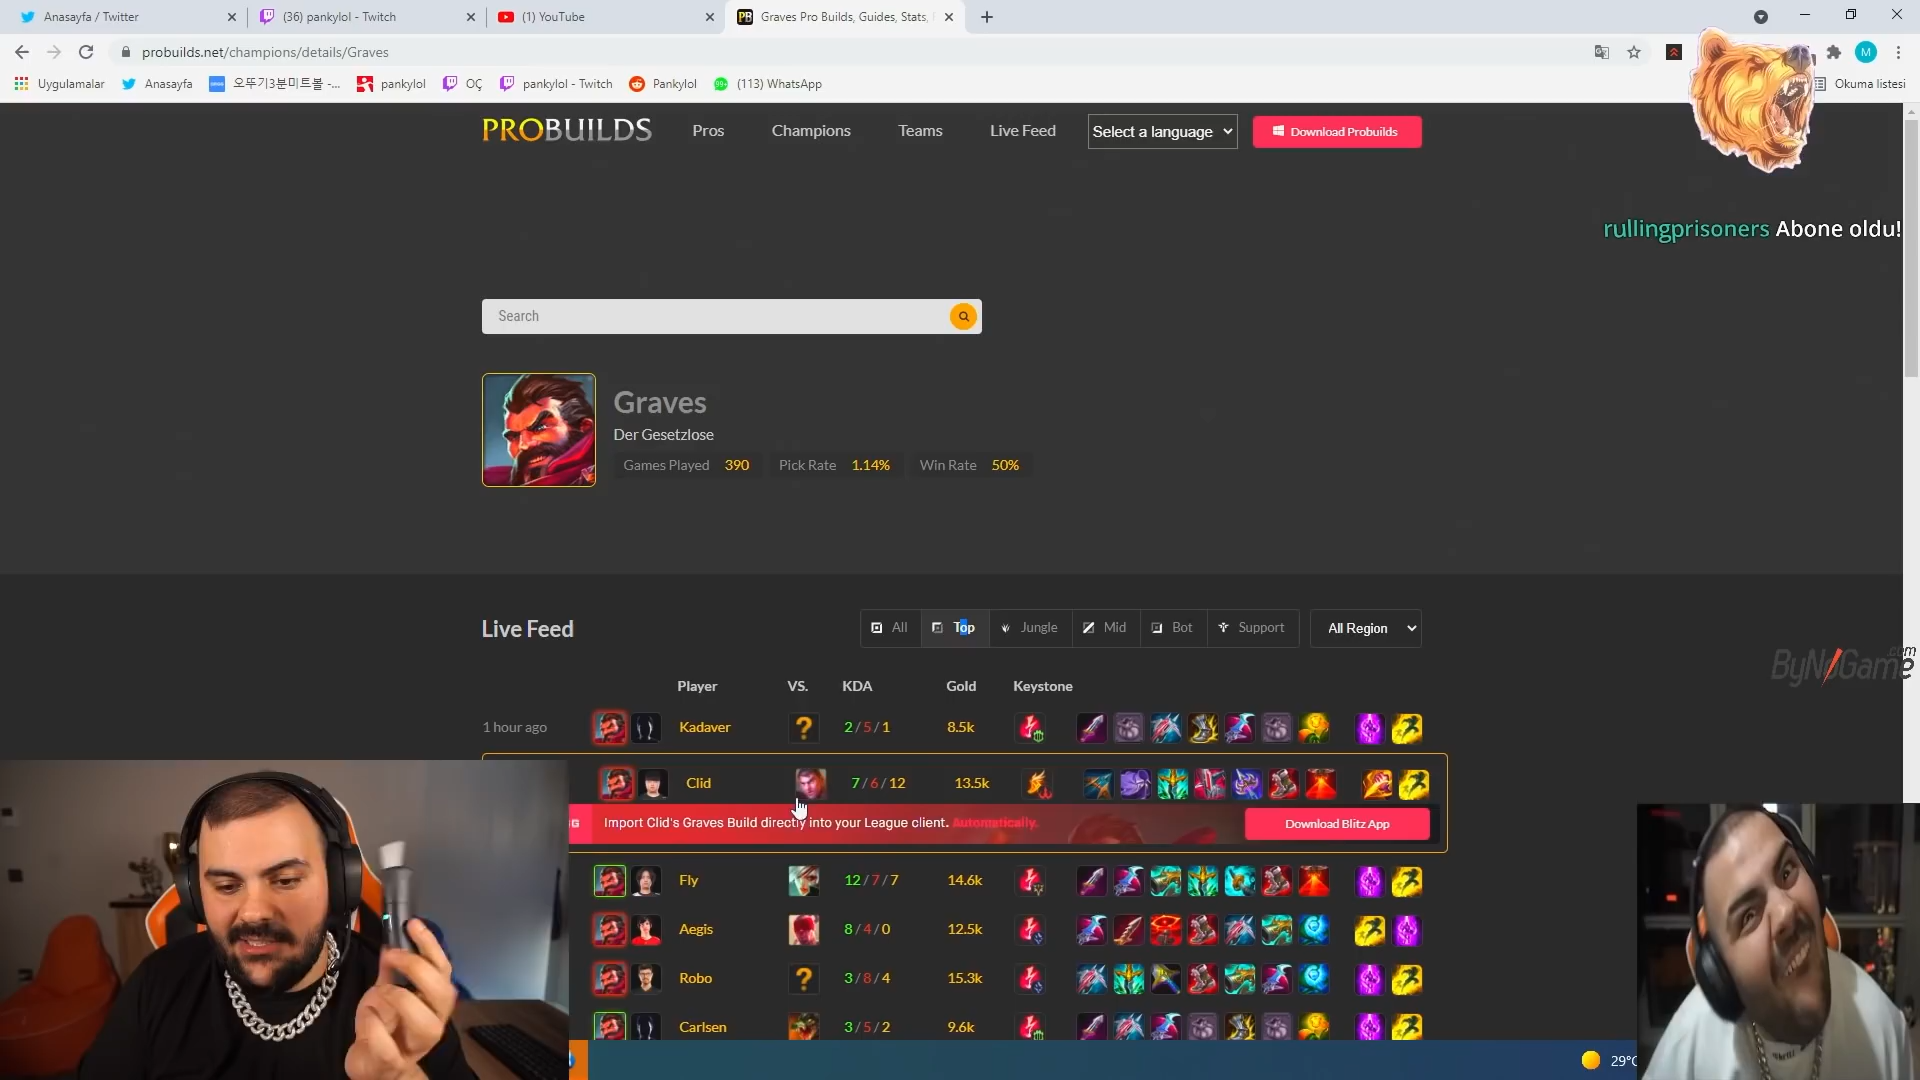 Anasayfa / Twitter
(36) pankylol - Twitch
(1) YouTube
Graves Pro Builds, Guides, Stats,
probuilds.net/champions/details/Graves
M
Uygulamalar
Anasayfa
오뚜기3분미트볼 -...
pankylol
OÇ
pankylol - Twitch
Pankylol
99+
(113) WhatsApp
Okuma listesi
PROBUILDS
Pros
Champions
Teams
Live Feed
Select a language
Download Probuilds
rullingprisoners Abone oldu!
Search
Graves
Der Gesetzlose
Games Played 390
Pick Rate 1.14%
Win Rate 50%
Live Feed
All
Top
Jungle
Mid
Bot
Support
All Region
ByNoGame.com
Player VS. KDA Gold Keystone
1 hour ago Kadaver ? 2 / 5 / 1 8.5k
Clid 7 / 6 / 12 13.5k
Import Clid's Graves Build directly into your League client. Automatically.
Download Blitz App
Fly 12 / 7 / 7 14.6k
Aegis 8 / 4 / 0 12.5k
Robo ? 3 / 8 / 4 15.3k
Carlsen 3 / 5 / 2 9.6k
29°C